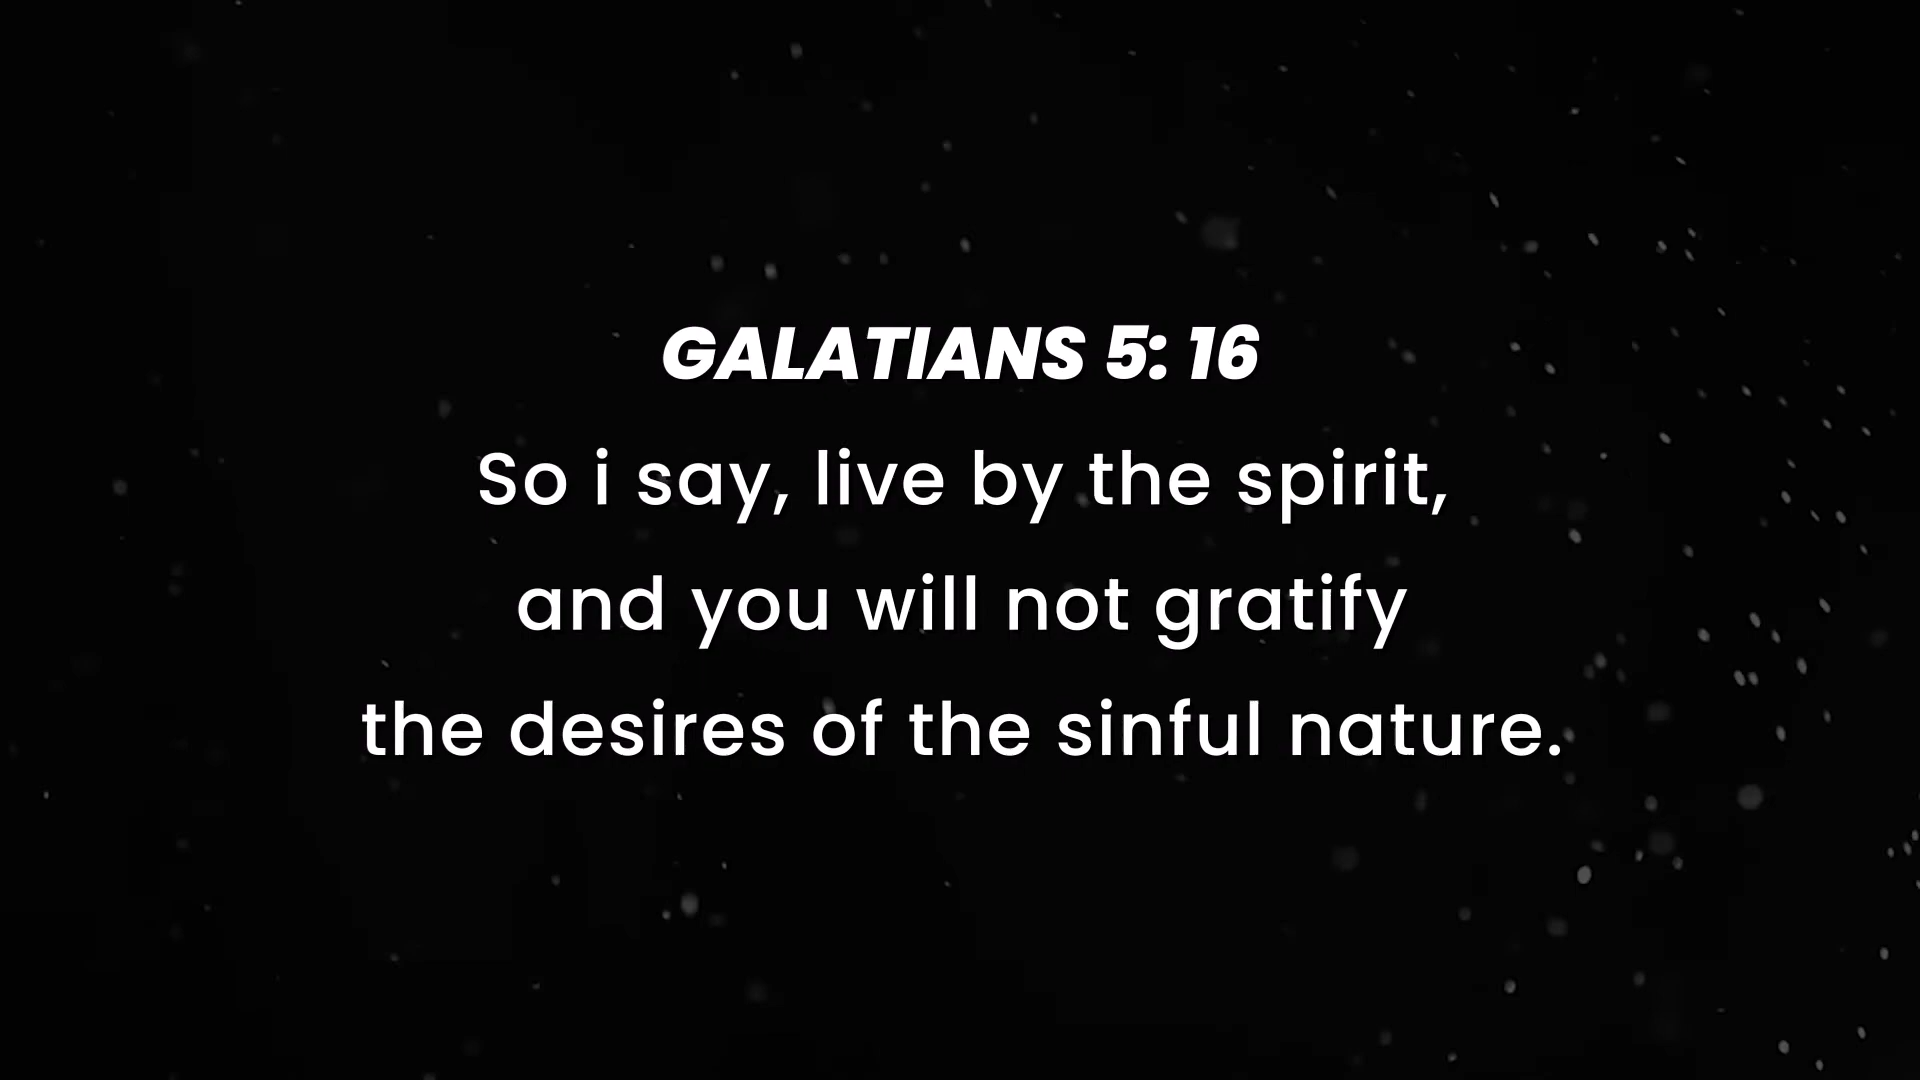 GALATIANS 5: 16
So i say, live by the spirit,
and you will not gratify
the desires of the sinful nature.